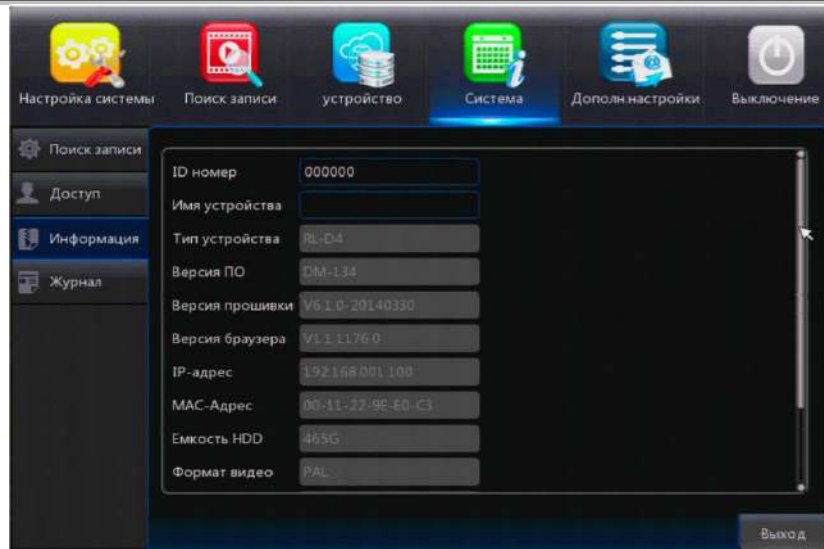 Настройка системы
Поиск записи
устройство
Система
Дополн.настройки
Выключение
Поиск записи
Доступ
Информация
Журнал
ID номер 000000
Имя устройства
Тип устройства RL-D4
Версия ПО DM-134
Версия прошивки V6.1.0-20140330
Версия браузера V1.1.1176.0
IP-адрес 192.168.001.100
MAC-Адрес 00-11-22-9E-E0-C3
Емкость HDD 465G
Формат видео PAL
Выход